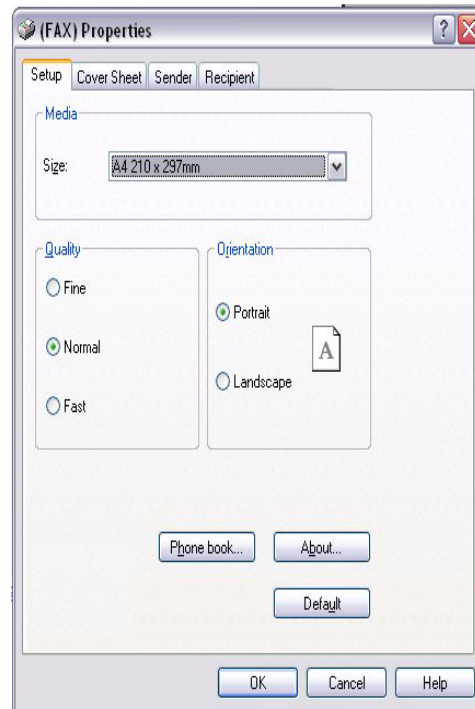 (FAX) Properties
?
Setup Cover Sheet Sender Recipient
Media
Size: A4 210 x 297mm
Quality Orientation
Fine
Portrait
Normal
A
Landscape
Fast
Phone book... About...
Default
OK Cancel Help